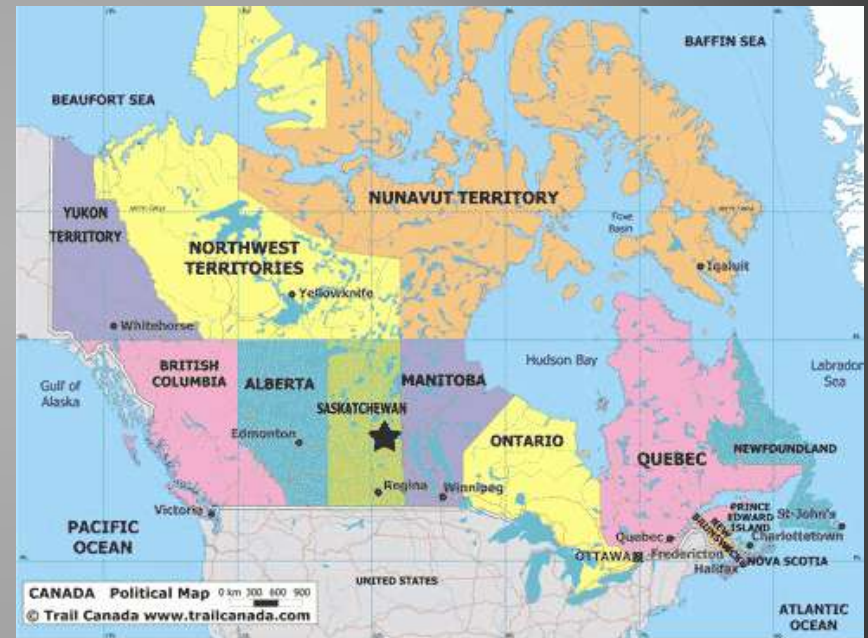 BAFFIN SEA
BEAUFORT SEA
NUNAVUT TERRITORY
YUKON
TERRITORY
Foxe
Basin
NORTHWEST
TERRITORIES
Iqaluit
Yellowknife
Whitehorse
BRITISH
COLUMBIA
ALBERTA
MANITOBA
Hudson Bay
Labrador
Sea
Gulf of
Alaska
SASKATCHEWAN
Edmonton
ONTARIO
QUEBEC
NEWFOUNDLAND
Regina
Winnipeg
Victoria
PRINCE
EDWARD
ISLAND
St-John's
NEW
BRUNSWICK
Charlottetown
PACIFIC
OCEAN
Quebec
OTTAWA
Fredericton
Halifax
NOVA SCOTIA
UNITED STATES
CANADA Political Map 0 km 300 600 900
© Trail Canada www.trailcanada.com
ATLANTIC
OCEAN